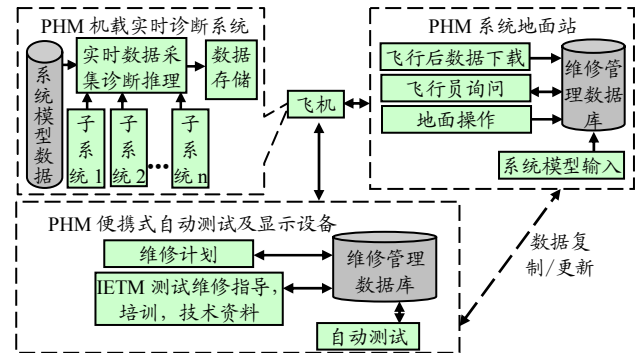 PHM 机载实时诊断系统
系统模型数据
实时数据采
集诊断推理
数据
存储
子系统 1
子系统 2
...
子系统 n
飞机
PHM 系统地面站
飞行后数据下载
飞行员询问
地面操作
维修管
理数据
库
系统模型输入
PHM 便携式自动测试及显示设备
维修计划
IETM 测试维修指导，
培训，技术资料
维修管理
数据库
自动测试
数据复
制/更新